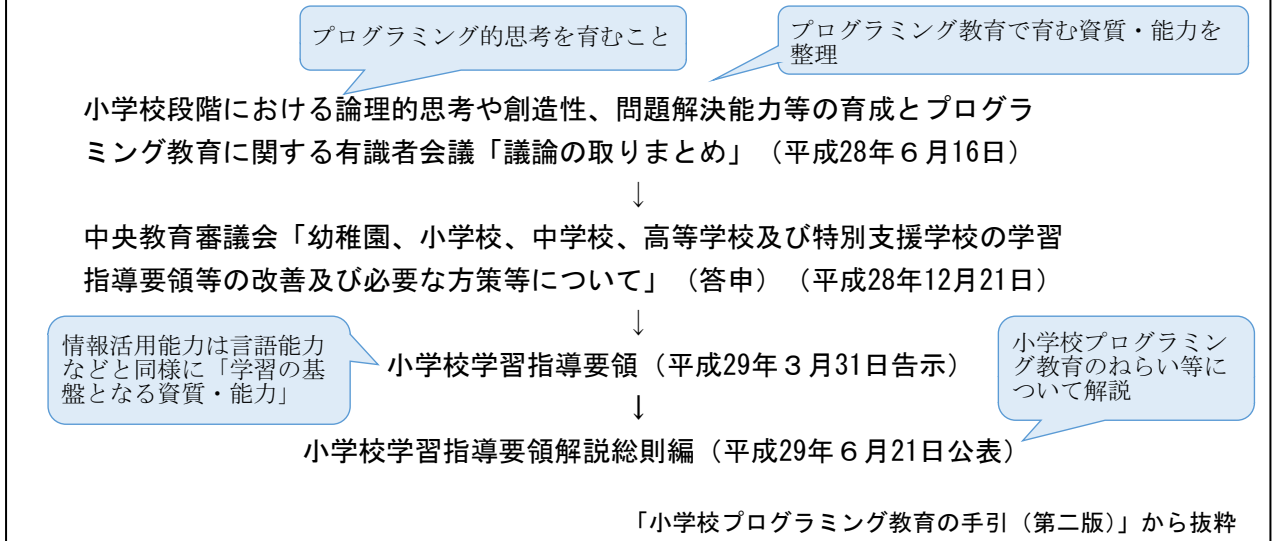 プログラミング的思考を育むこと
プログラミング教育で育む資質・能力を
整理
小学校段階における論理的思考や創造性、問題解決能力等の育成とプログラ
ミング教育に関する有識者会議「議論の取りまとめ」（平成28年６月16日）
↓
中央教育審議会「幼稚園、小学校、中学校、高等学校及び特別支援学校の学習
指導要領等の改善及び必要な方策等について」（答申）（平成28年12月21日）
↓
情報活用能力は言語能力
などと同様に「学習の基
盤となる資質・能力」
小学校学習指導要領（平成29年３月31日告示）
小学校プログラミン
グ教育のねらい等に
ついて解説
↓
小学校学習指導要領解説総則編（平成29年６月21日公表）
「小学校プログラミング教育の手引（第二版）」から抜粋